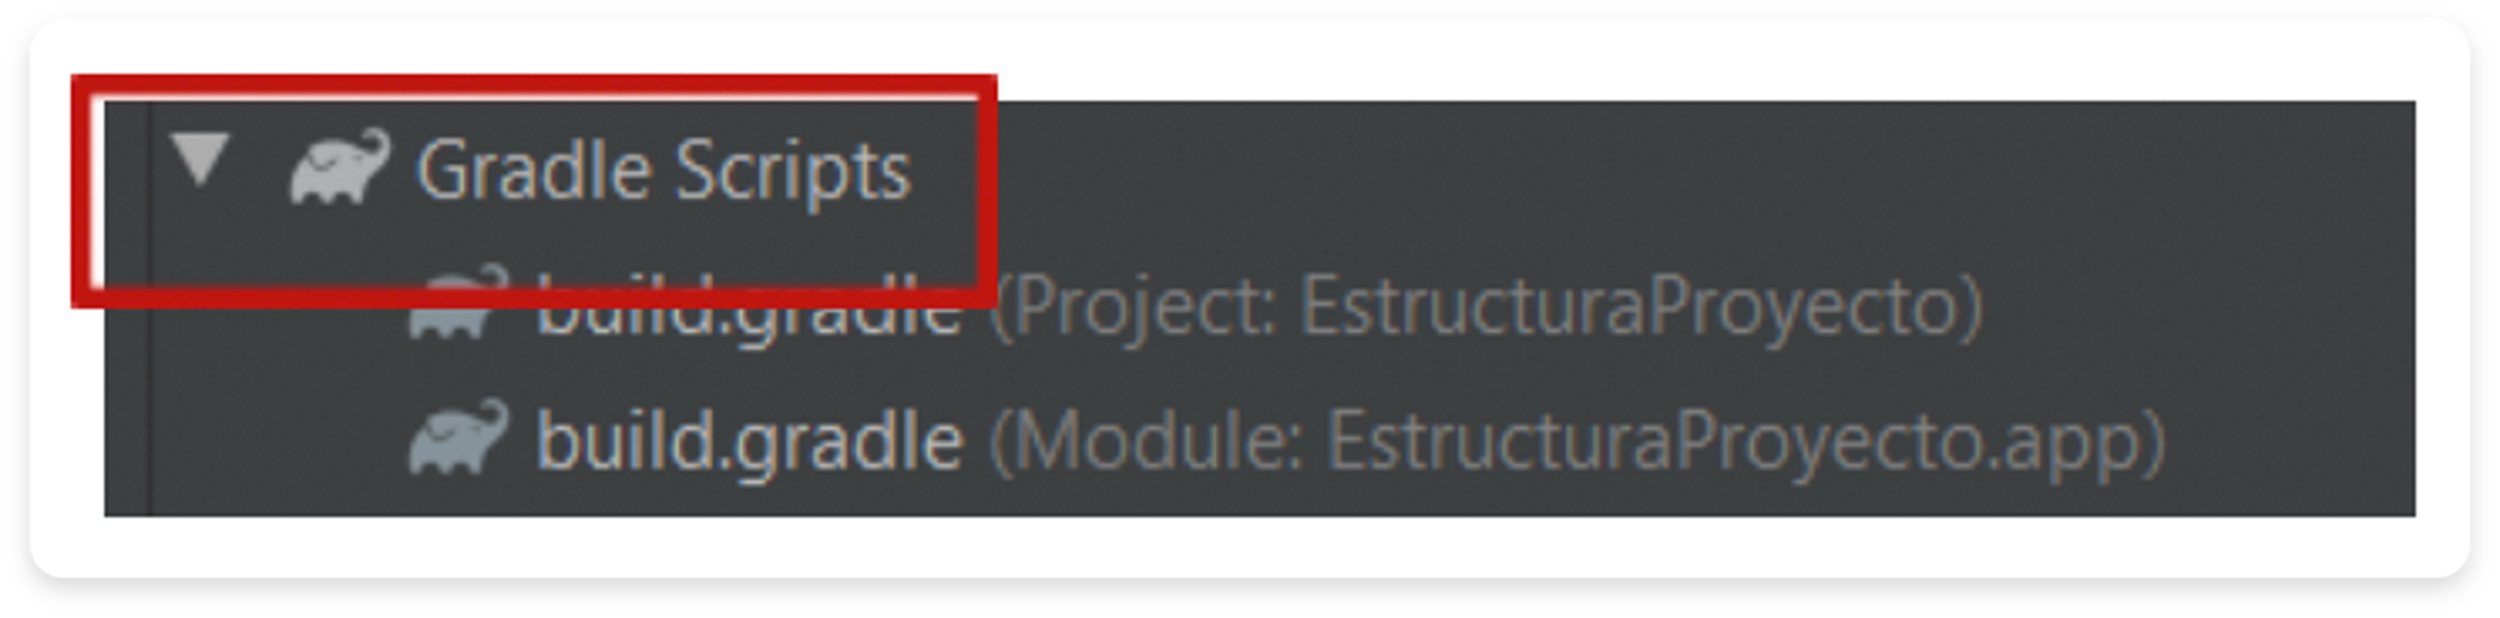 Gradle Scripts
build.gradle (Project: EstructuraProyecto)
build.gradle (Module: EstructuraProyecto.app)